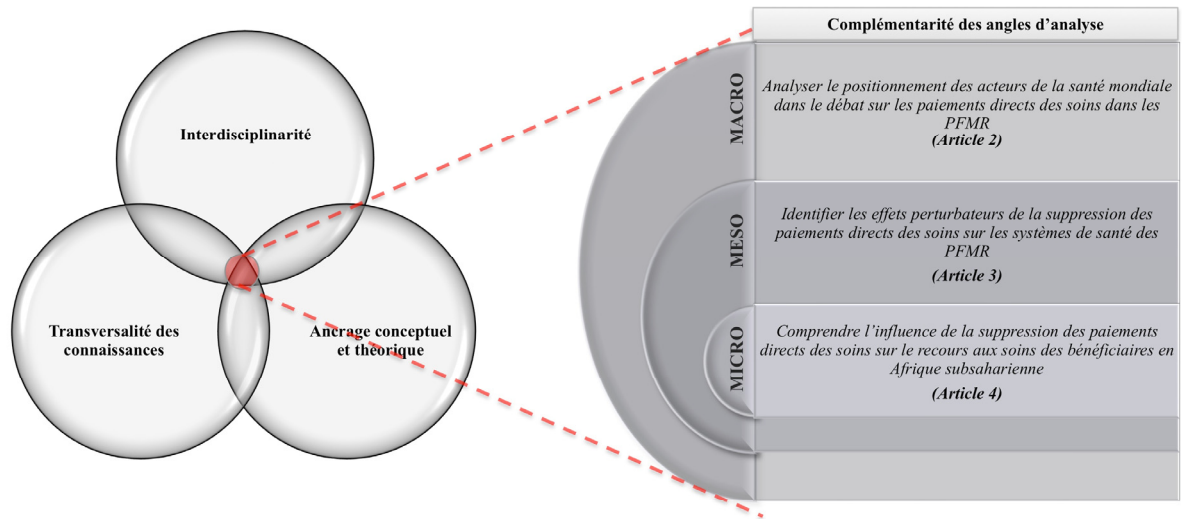 Interdisciplinarité
Transversalité des
connaissances
Ancrage conceptuel
et théorique
Complémentarité des angles d’analyse
MACRO
Analyser le positionnement des acteurs de la santé mondiale
dans le débat sur les paiements directs des soins dans les
PFMR
(Article 2)
MESO
Identifier les effets perturbateurs de la suppression des
paiements directs des soins sur les systèmes de santé des
PFMR
(Article 3)
MICRO
Comprendre l’influence de la suppression des paiements
directs des soins sur le recours aux soins des bénéficiaires en
Afrique subsaharienne
(Article 4)